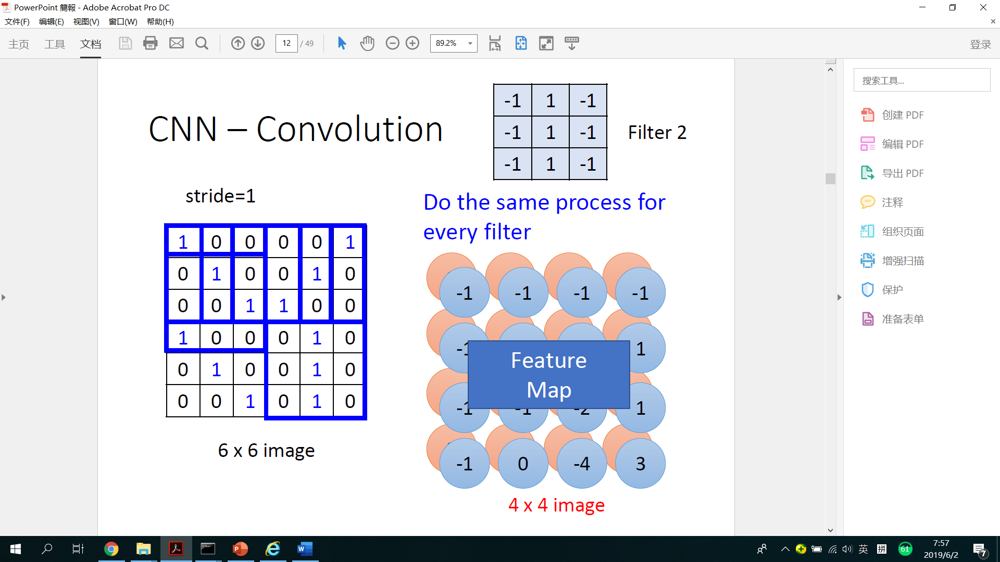 PowerPoint 簡報 - Adobe Acrobat Pro DC
文件(F) 编辑(E) 视图(V) 窗口(W) 帮助(H)
主页 工具 文档 12 / 49 89.2% 登录
搜索工具...
创建 PDF
编辑 PDF
导出 PDF
注释
组织页面
增强扫描
保护
准备表单
CNN – Convolution
-1 1 -1
-1 1 -1
-1 1 -1
Filter 2
stride=1
1 0 0 0 0 1
0 1 0 0 1 0
0 0 1 1 0 0
1 0 0 0 1 0
0 1 0 0 1 0
0 0 1 0 1 0
6 x 6 image
Do the same process for
every filter
-1 -1 -1 -1
-1 1
Feature
Map
-1 -1 -2 1
-1 0 -4 3
4 x 4 image
英 拼 61
7:57
2019/6/2
7